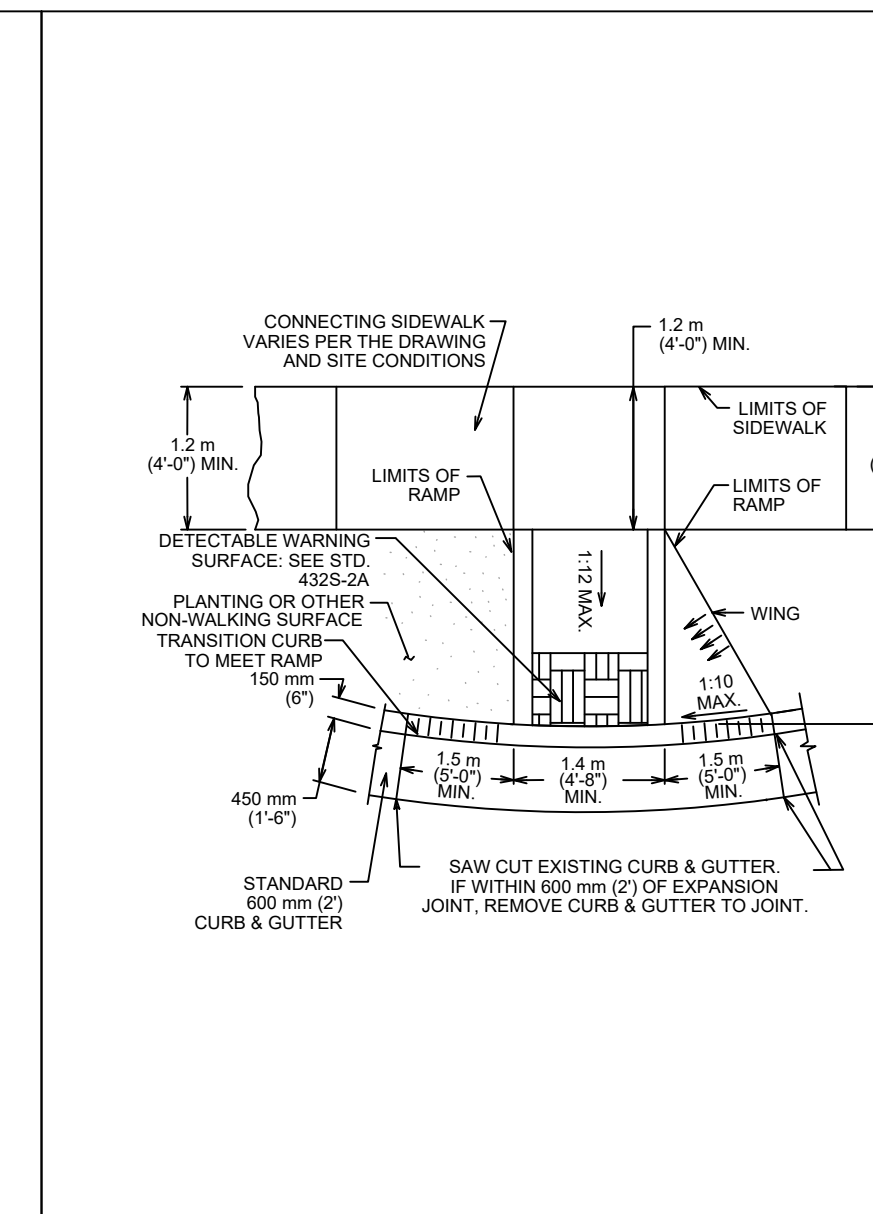 CONNECTING SIDEWALK
VARIES PER THE DRAWING
AND SITE CONDITIONS
1.2 m
(4'-0") MIN.
1.2 m
(4'-0") MIN.
LIMITS OF
SIDEWALK
LIMITS OF
RAMP
LIMITS OF
RAMP
(
DETECTABLE WARNING
SURFACE: SEE STD.
432S-2A
1:12 MAX.
PLANTING OR OTHER
NON-WALKING SURFACE
WING
TRANSITION CURB
TO MEET RAMP
150 mm
(6")
1:10
MAX.
1.5 m
(5'-0")
MIN.
1.4 m
(4'-8")
MIN.
1.5 m
(5'-0")
MIN.
450 mm
(1'-6")
STANDARD
600 mm (2')
CURB & GUTTER
SAW CUT EXISTING CURB & GUTTER.
IF WITHIN 600 mm (2') OF EXPANSION
JOINT, REMOVE CURB & GUTTER TO JOINT.